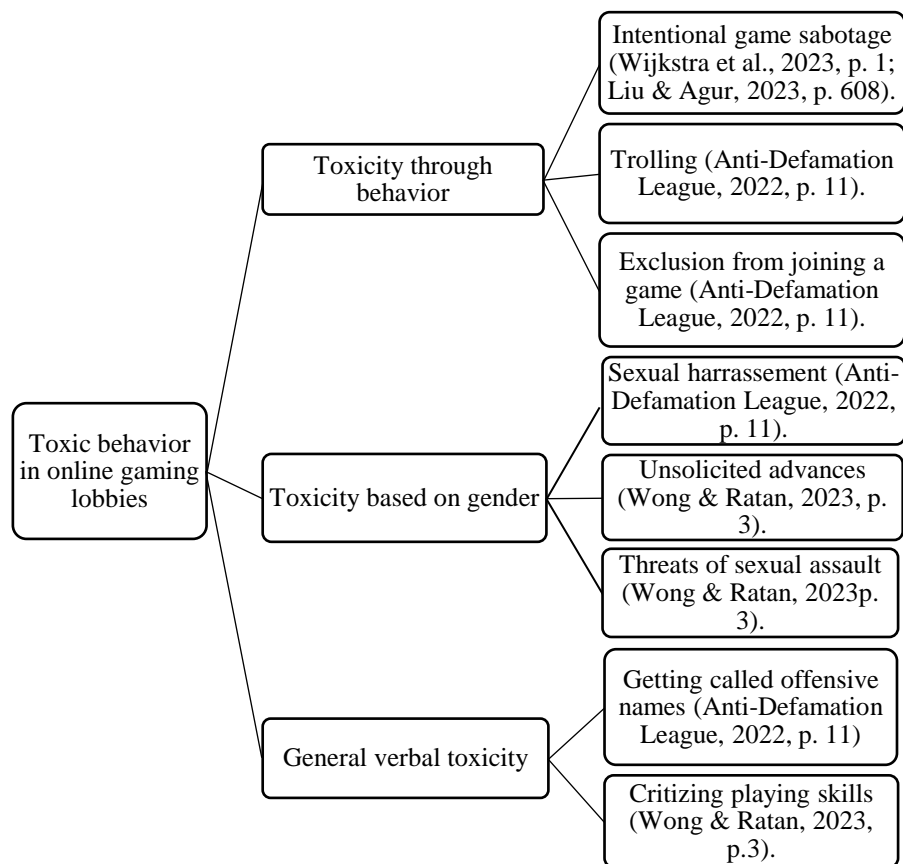 Toxic behavior
in online gaming
lobbies
Toxicity through
behavior
Intentional game sabotage
(Wijkstra et al., 2023, p. 1;
Liu & Agur, 2023, p. 608).
Trolling (Anti-Defamation
League, 2022, p. 11).
Exclusion from joining a
game (Anti-Defamation
League, 2022, p. 11).
Toxicity based on gender
Sexual harrassement (Anti-
Defamation League, 2022,
p. 11).
Unsolicited advances
(Wong & Ratan, 2023, p.
3).
Threats of sexual assault
(Wong & Ratan, 2023p.
3).
General verbal toxicity
Getting called offensive
names (Anti-Defamation
League, 2022, p. 11)
Critizing playing skills
(Wong & Ratan, 2023,
p.3).